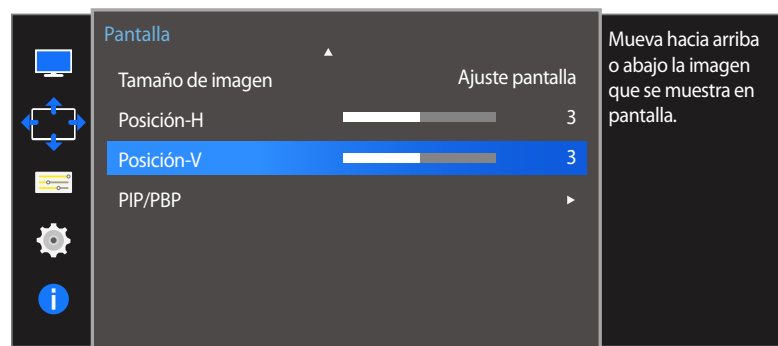 Pantalla
Tamaño de imagen Ajuste pantalla
Posición-H 3
Posición-V 3
PIP/PBP
Mueva hacia arriba
o abajo la imagen
que se muestra en
pantalla.